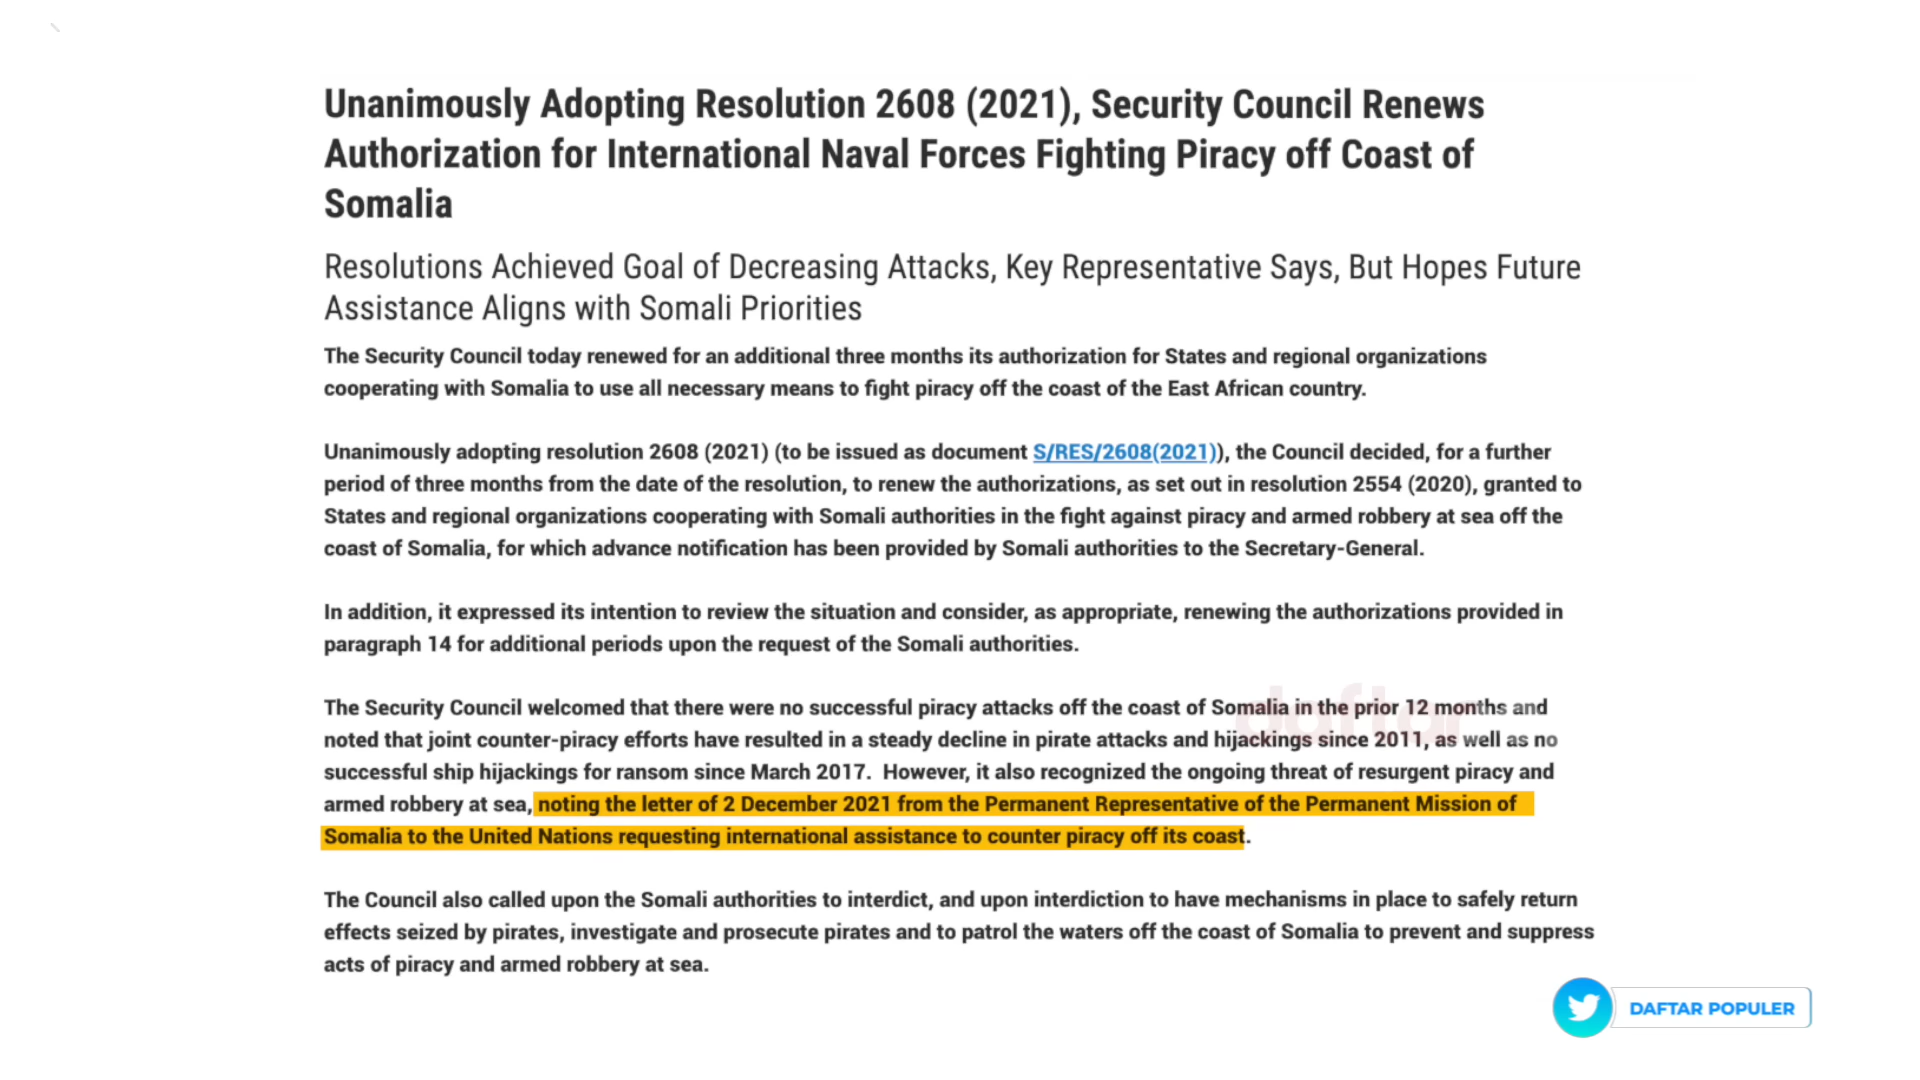 Unanimously Adopting Resolution 2608 (2021), Security Council Renews
Authorization for International Naval Forces Fighting Piracy off Coast of
Somalia
Resolutions Achieved Goal of Decreasing Attacks, Key Representative Says, But Hopes Future
Assistance Aligns with Somali Priorities
The Security Council today renewed for an additional three months its authorization for States and regional organizations
cooperating with Somalia to use all necessary means to fight piracy off the coast of the East African country.
Unanimously adopting resolution 2608 (2021) (to be issued as document S/RES/2608(2021)), the Council decided, for a further
period of three months from the date of the resolution, to renew the authorizations, as set out in resolution 2554 (2020), granted to
States and regional organizations cooperating with Somali authorities in the fight against piracy and armed robbery at sea off the
coast of Somalia, for which advance notification has been provided by Somali authorities to the Secretary-General.
In addition, it expressed its intention to review the situation and consider, as appropriate, renewing the authorizations provided in
paragraph 14 for additional periods upon the request of the Somali authorities.
The Security Council welcomed that there were no successful piracy attacks off the coast of Somalia in the prior 12 months and
noted that joint counter-piracy efforts have resulted in a steady decline in pirate attacks and hijackings since 2011, as well as no
successful ship hijackings for ransom since March 2017. However, it also recognized the ongoing threat of resurgent piracy and
armed robbery at sea, noting the letter of 2 December 2021 from the Permanent Representative of the Permanent Mission of
Somalia to the United Nations requesting international assistance to counter piracy off its coast.
The Council also called upon the Somali authorities to interdict, and upon interdiction to have mechanisms in place to safely return
effects seized by pirates, investigate and prosecute pirates and to patrol the waters off the coast of Somalia to prevent and suppress
acts of piracy and armed robbery at sea.
daftar
DAFTAR POPULER